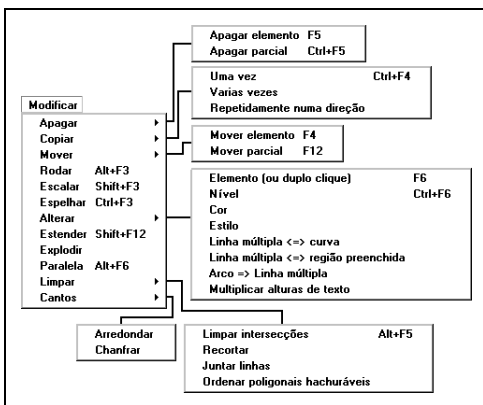 Apagar elemento F5
Apagar parcial Ctrl+F5
Uma vez Ctrl+F4
Varias vezes
Repetidamente numa direção
Modificar
Apagar
Copiar
Mover
Rodar Alt+F3
Escalar Shift+F3
Espelhar Ctrl+F3
Alterar
Estender Shift+F12
Explodir
Paralela Alt+F6
Limpar
Cantos
Mover elemento F4
Mover parcial F12
Elemento (ou duplo clique) F6
Nível Ctrl+F6
Cor
Estilo
Linha múltipla <=> curva
Linha múltipla <=> região preenchida
Arco => Linha múltipla
Multiplicar alturas de texto
Arredondar
Chanfrar
Limpar intersecções Alt+F5
Recortar
Juntar linhas
Ordenar poligonais hachuráveis